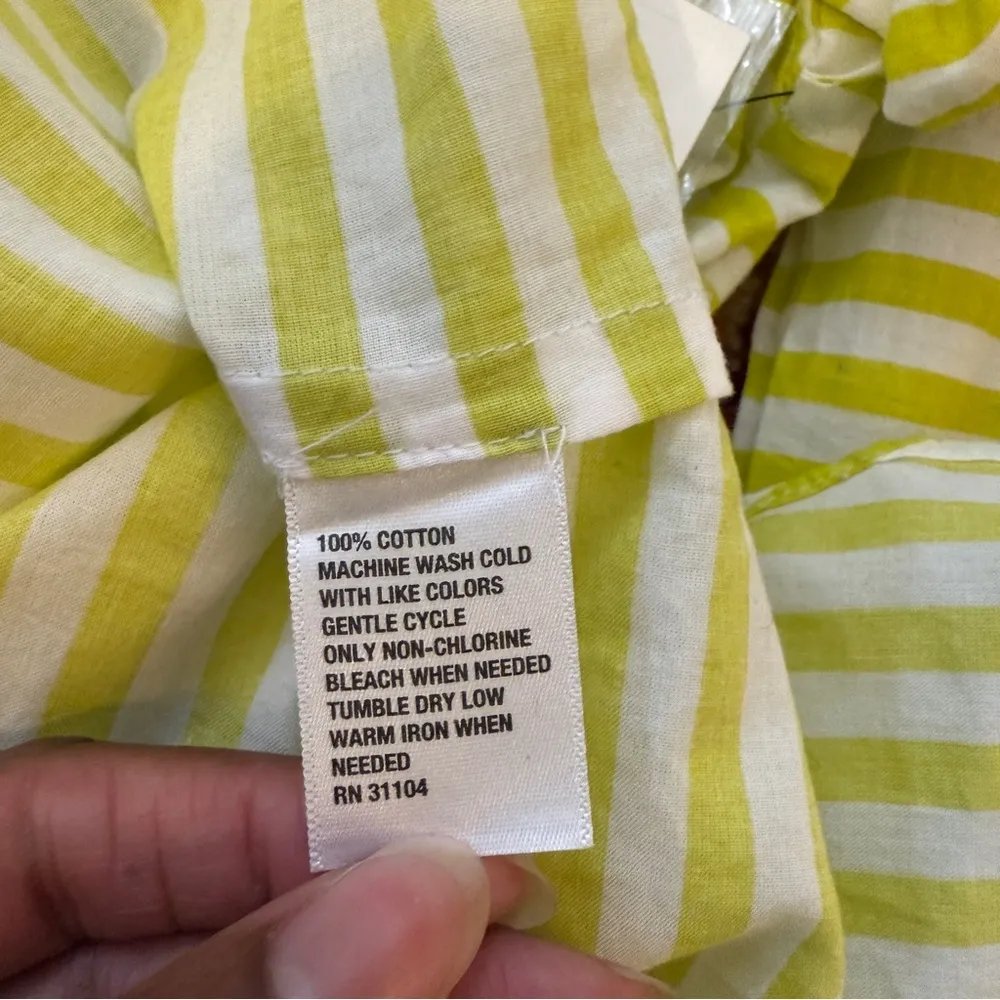 100% COTTON
MACHINE WASH COLD
WITH LIKE COLORS
GENTLE CYCLE
ONLY NON-CHLORINE
BLEACH WHEN NEEDED
TUMBLE DRY LOW
WARM IRON WHEN
NEEDED
RN 31104